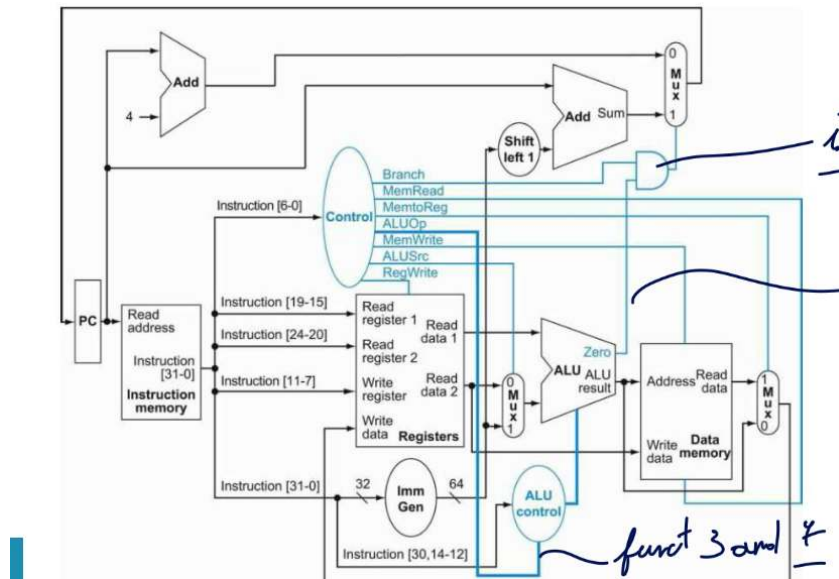 Add
4
0
Mux
1
Add Sum
Shift left 1
i
Branch
MemRead
MemtoReg
ALUOp
MemWrite
ALUSrc
RegWrite
Instruction [6-0]
Control
PC
Read address
Instruction [31-0]
Instruction memory
Instruction [19-15]
Instruction [24-20]
Instruction [11-7]
Read register 1
Read register 2
Write register
Write data
Read data 1
Read data 2
Registers
0
Mux
1
Zero
ALU
ALU result
Address
Read data
Write data
Data memory
1
Mux
0
Instruction [31-0]
32
Imm Gen
64
ALU control
Instruction [30,14-12]
funct 3 and 7